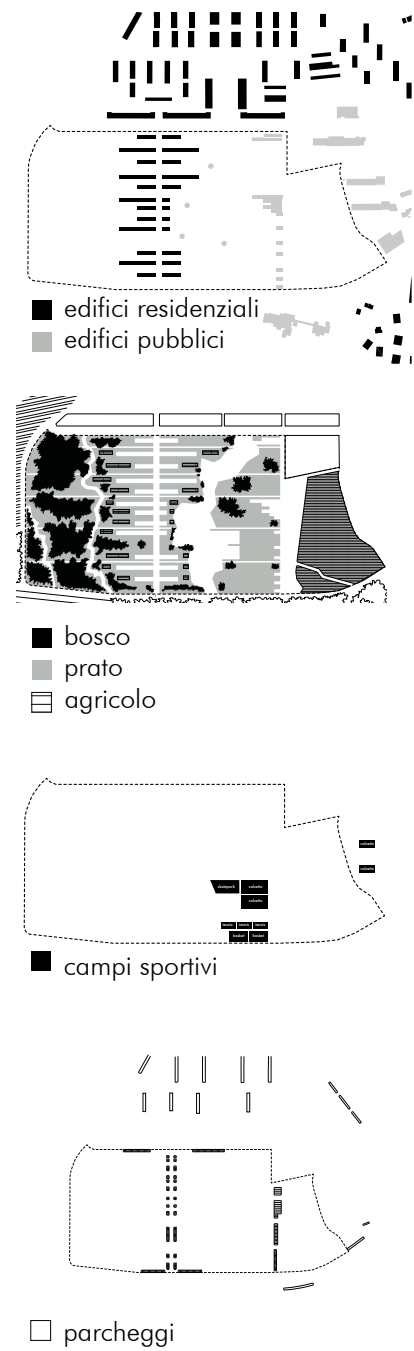 edifici residenziali
edifici pubblici
bosco
prato
agricolo
calcetto
calcetto
skatepark calcetto
calcetto
tennis tennis tennis
basket basket
campi sportivi
parcheggi